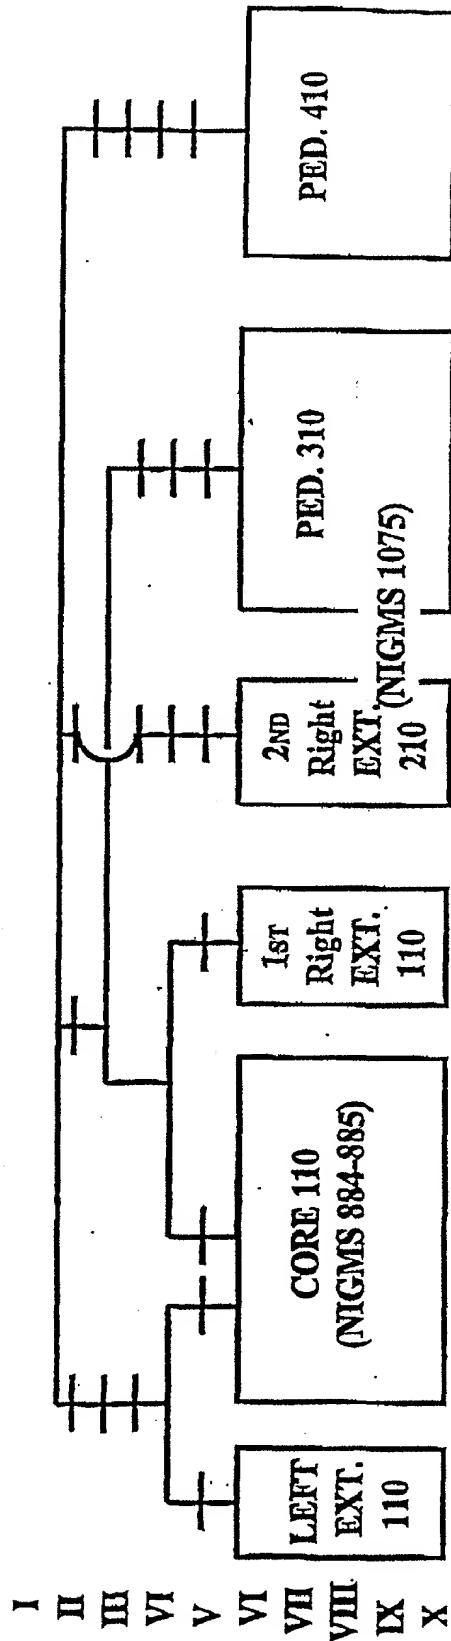 I
II
III
VI
V
VI
VII
VIII
IX
X
LEFT
EXT.
110
CORE 110
(NIGMS 884-885)
1ST
Right
EXT.
110
2ND
Right
EXT.
210
(NIGMS 1075)
PED. 310
PED. 410